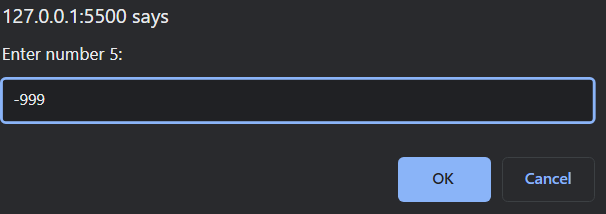 127.0.0.1:5500 says
Enter number 5:
-999
OK Cancel